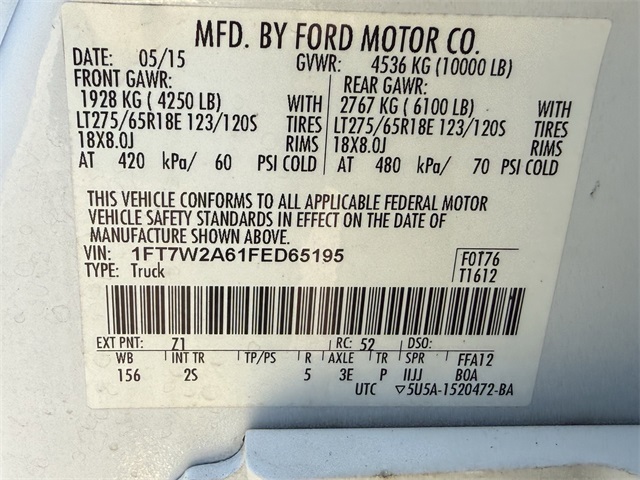 MFD. BY FORD MOTOR CO.
DATE: 05/15 GVWR: 4536 KG (10000 LB)
FRONT GAWR: REAR GAWR:
1928 KG ( 4250 LB) WITH 2767 KG ( 6100 LB) WITH
LT275/65R18E 123/120S TIRES LT275/65R18E 123/120S TIRES
18X8.0J RIMS 18X8.0J RIMS
AT 420 kPa/ 60 PSI COLD AT 480 kPa/ 70 PSI COLD
THIS VEHICLE CONFORMS TO ALL APPLICABLE FEDERAL MOTOR
VEHICLE SAFETY STANDARDS IN EFFECT ON THE DATE OF
MANUFACTURE SHOWN ABOVE.
VIN: 1FT7W2A61FED65195 F0T76
TYPE: Truck T1612
EXT PNT: Z1 RC: 52 DSO:
WB INT TR TP/PS R AXLE TR SPR FFA12
156 2S 5 3E P IIJJ BOA
UTC ▽5U5A-1520472-BA